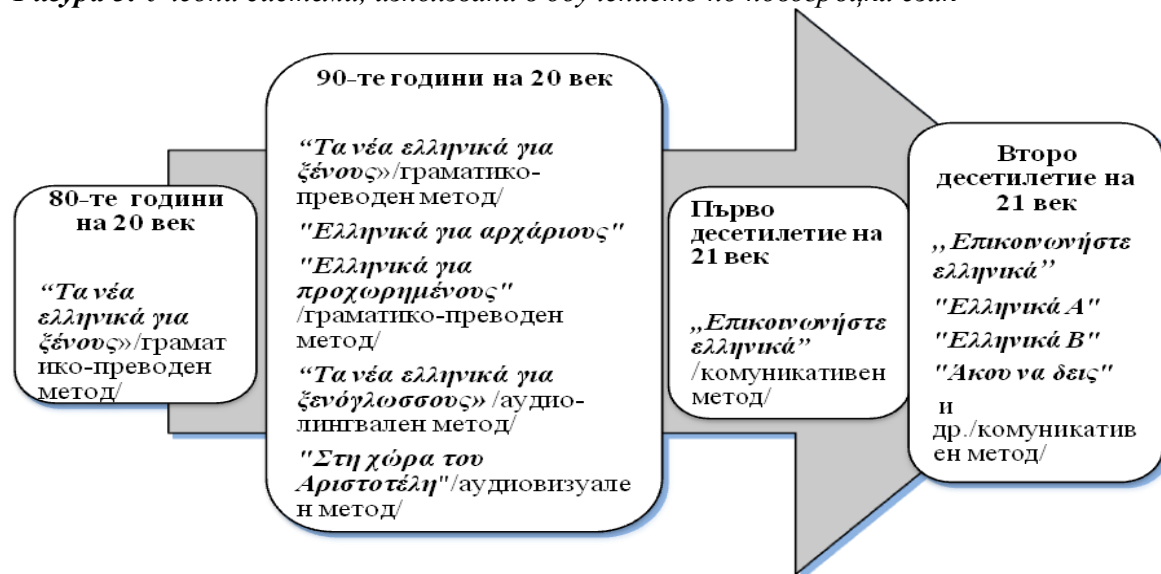 80-те години
на 20 век
“Τα νέα
ελληνικά για
ξένους»/грамат
ико-преводен
метод/
90-те години на 20 век
“Τα νέα ελληνικά για
ξένους»/граматико-
преводен метод/
"Ελληνικά για αρχάριους"
"Ελληνικά για
προχωρημένους"
/граматико-преводен
метод/
“Τα νέα ελληνικά για
ξενόγλωσσους» /аудио-
лингвален метод/
"Στη χώρα του
Αριστοτέλη"/аудиовизуале
н метод/
Първо
десетилетие на
21 век
„Επικοινωνήστε
ελληνικά”
/комуникативен
метод/
Второ
десетилетие на
21 век
„Επικοινωνήστε
ελληνικά”
"Ελληνικά Α"
"Ελληνικά Β"
"Άκου να δεις"
и
др./комуникатив
ен метод/